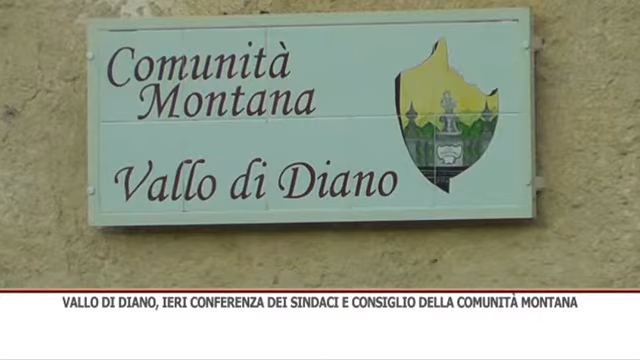 Comunità
Montana
Vallo di Diano
VALLO DI DIANO, IERI CONFERENZA DEI SINDACI E CONSIGLIO DELLA COMUNITÀ MONTANA